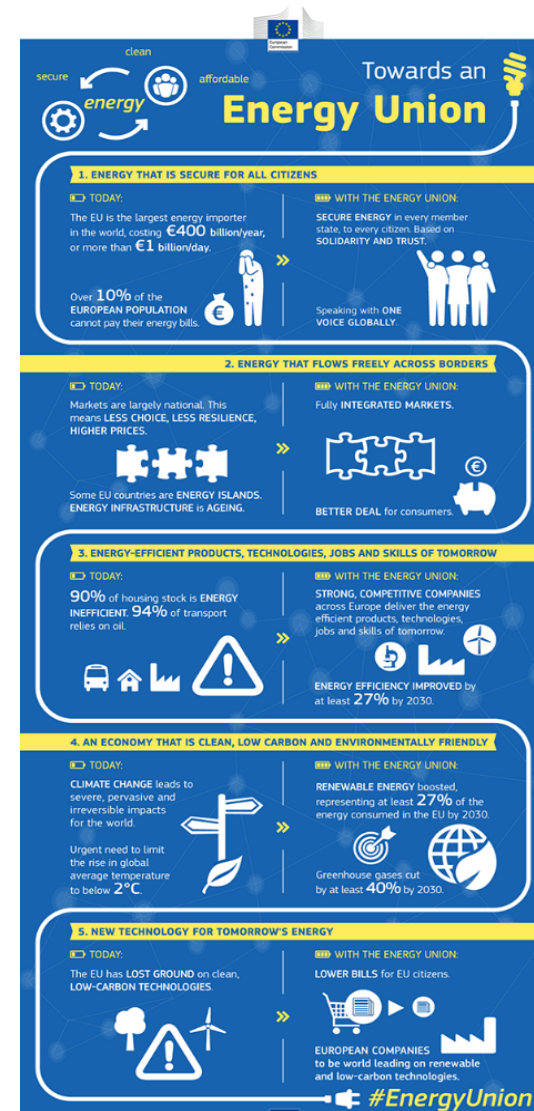 European
Commission
clean
secure
affordable
energy
Towards an
Energy Union
1. ENERGY THAT IS SECURE FOR ALL CITIZENS
TODAY:
The EU is the largest energy importer
in the world, costing €400 billion/year,
or more than €1 billion/day.
Over 10% of the
EUROPEAN POPULATION
cannot pay their energy bills.
€
WITH THE ENERGY UNION:
SECURE ENERGY in every member
state, to every citizen. Based on
SOLIDARITY AND TRUST.
Speaking with ONE
VOICE GLOBALLY.
2. ENERGY THAT FLOWS FREELY ACROSS BORDERS
TODAY:
Markets are largely national. This
means LESS CHOICE, LESS RESILIENCE,
HIGHER PRICES.
Some EU countries are ENERGY ISLANDS.
ENERGY INFRASTRUCTURE is AGEING.
WITH THE ENERGY UNION:
Fully INTEGRATED MARKETS.
€
BETTER DEAL for consumers.
3. ENERGY-EFFICIENT PRODUCTS, TECHNOLOGIES, JOBS AND SKILLS OF TOMORROW
TODAY:
90% of housing stock is ENERGY
INEFFICIENT. 94% of transport
relies on oil.
WITH THE ENERGY UNION:
STRONG, COMPETITIVE COMPANIES
across Europe deliver the energy
efficient products, technologies,
jobs and skills of tomorrow.
ENERGY EFFICIENCY IMPROVED by
at least 27% by 2030.
4. AN ECONOMY THAT IS CLEAN, LOW CARBON AND ENVIRONMENTALLY FRIENDLY
TODAY:
CLIMATE CHANGE leads to
severe, pervasive and
irreversible impacts
for the world.
Urgent need to limit
the rise in global
average temperature
to below 2°C.
WITH THE ENERGY UNION:
RENEWABLE ENERGY boosted,
representing at least 27% of the
energy consumed in the EU by 2030.
Greenhouse gases cut
by at least 40% by 2030.
5. NEW TECHNOLOGY FOR TOMORROW'S ENERGY
TODAY:
The EU has LOST GROUND on clean,
LOW-CARBON TECHNOLOGIES.
WITH THE ENERGY UNION:
LOWER BILLS for EU citizens.
EUROPEAN COMPANIES
to be world leading on renewable
and low-carbon technologies.
#EnergyUnion